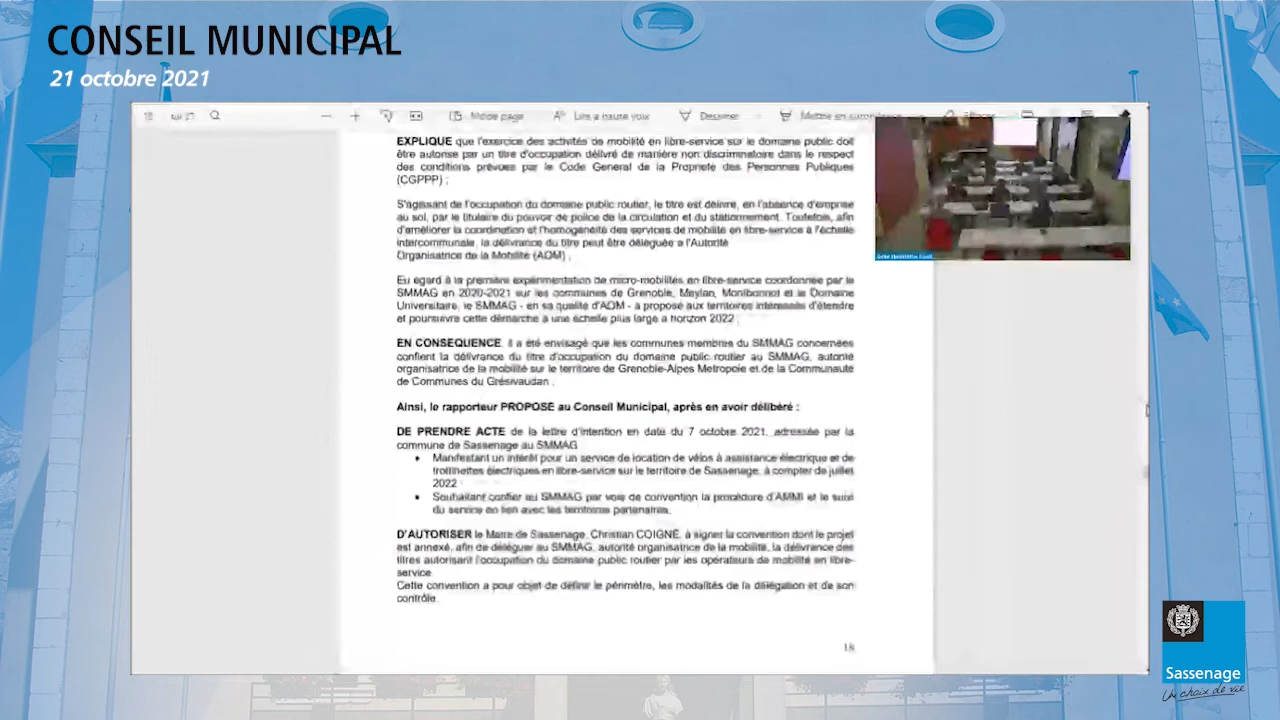 CONSEIL MUNICIPAL
21 octobre 2021
Mode page
Lire à haute voix
Dessiner
EXPLIQUE que l'exercice des activités de mobilité en libre-service sur le domaine public doit
être autorisé par un titre d'occupation délivré de manière non discriminatoire dans le respect
des conditions prévues par le Code General de la Propriete des Personnes Publiques
(CGPPP) ;
S'agissant de l'occupation du domaine public routier, le titre est délivré, en l'absence d'emprise
au sol, par le titulaire du pouvoir de police de la circulation et du stationnement. Toutefois, afin
d'améliorer la coordination et l'homogénéité des services de mobilité en libre-service à l'échelle
intercommunale, la délivrance du titre peut être déléguée a l'Autorité
Organisatrice de la Mobilité (AOM) ;
Eu egard à la première expérimentation de micro-mobilités en libre-service coordonnée par le
SMMAG en 2020-2021 sur les communes de Grenoble, Meylan, Montbonnot et le Domaine
Universitaire, le SMMAG - en sa qualité d'AOM - a proposé aux territoires intéressés d'étendre
et poursuivre cette démarche a une échelle plus large a horizon 2022 ;
EN CONSEQUENCE, il a été envisagé que les communes membres du SMMAG concernées
confient la délivrance du titre d'occupation du domaine public routier au SMMAG, autorité
organisatrice de la mobilité sur le territoire de Grenoble-Alpes Metropole et de la Communauté
de Communes du Grésivaudan .
Ainsi, le rapporteur PROPOSE au Conseil Municipal, après en avoir délibéré :
DE PRENDRE ACTE de la lettre d'intention en date du 7 octobre 2021, adressée par la
commune de Sassenage au SMMAG
• Manifestant un intérêt pour un service de location de vélos à assistance électrique et de
trottinettes électriques en libre-service sur le territoire de Sassenage, à compter de juillet
2022
• Souhaitant confier au SMMAG par voie de convention la procédure d'AMMI et le suivi
du service en lien avec les territoires partenaires.
D'AUTORISER le Maire de Sassenage, Christian COIGNÉ, à signer la convention dont le projet
est annexé, afin de déléguer au SMMAG, autorité organisatrice de la mobilité, la délivrance des
titres autorisant l'occupation du domaine public routier par les opérateurs de mobilité en libre-
service
Cette convention a pour objet de définir le périmètre, les modalités de la délégation et de son
contrôle.
18
Sassenage
Un choix de vie